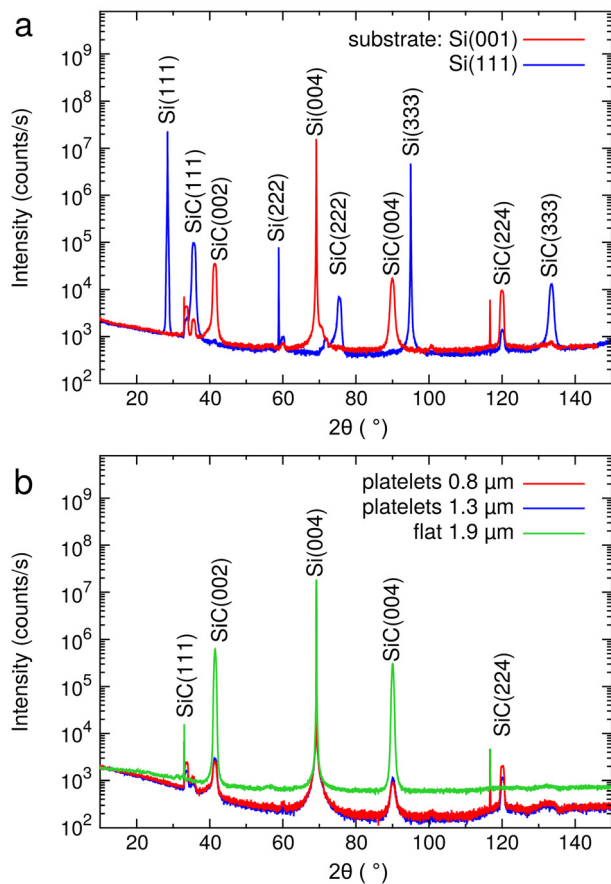 a
substrate: Si(001)
Si(111)
Intensity (counts/s)
10⁹
10⁸
10⁷
10⁶
10⁵
10⁴
10³
10²
Si(111)
SiC(111)
SiC(002)
Si(222)
Si(004)
SiC(222)
SiC(004)
Si(333)
SiC(224)
SiC(333)
20 40 60 80 100 120 140
2θ ( °)
b
platelets 0.8 µm
platelets 1.3 µm
flat 1.9 µm
Intensity (counts/s)
10⁹
10⁸
10⁷
10⁶
10⁵
10⁴
10³
10²
SiC(111)
SiC(002)
Si(004)
SiC(004)
SiC(224)
20 40 60 80 100 120 140
2θ ( °)